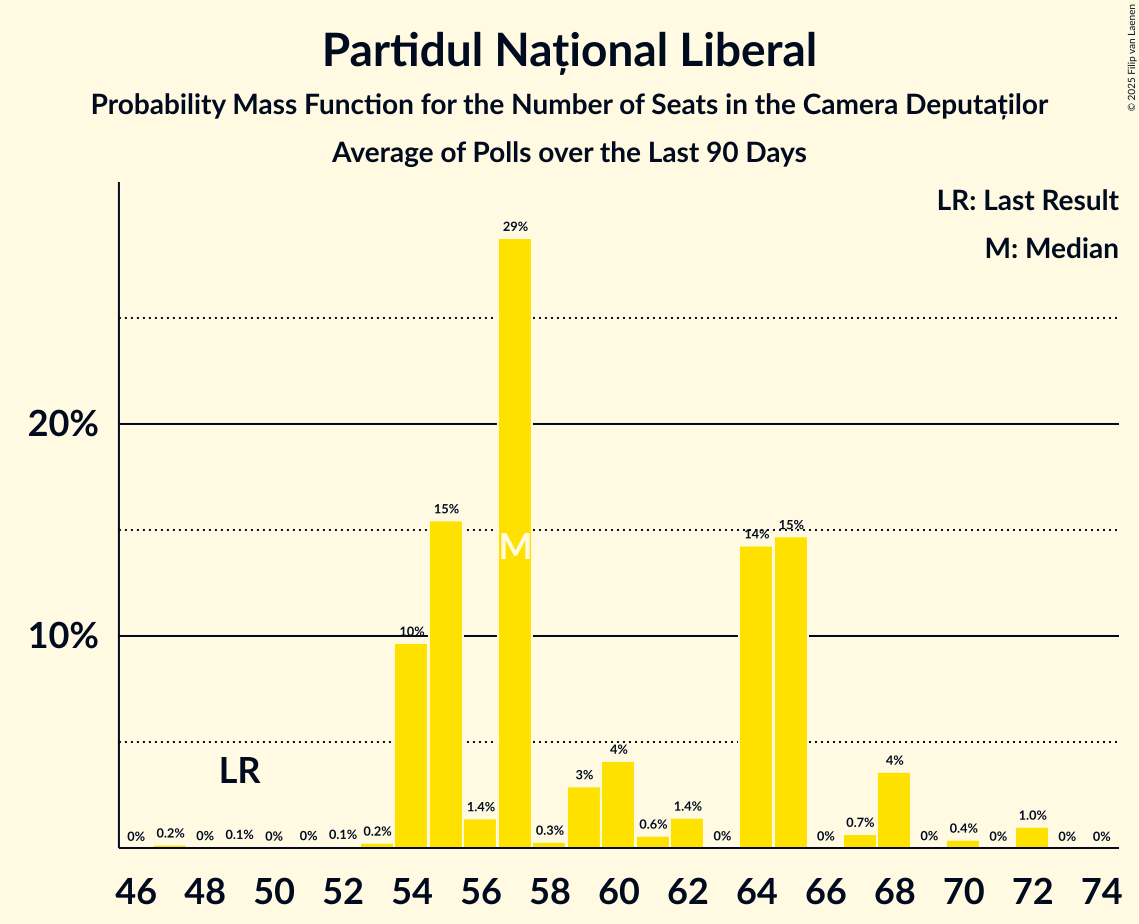 Partidul Național Liberal
Probability Mass Function for the Number of Seats in the Camera Deputaților
Average of Polls over the Last 90 Days
© 2025 Filip van Laenen
LR: Last Result
M: Median
20%
10%
0% 0.2% 0% 0.1% 0% 0% 0.1% 0.2% 10% 15% 1.4% 29% 0.3% 3% 4% 0.6% 1.4% 0% 14% 15% 0% 0.7% 4% 0% 0.4% 0% 1.0% 0% 0%
LR
M
46 48 50 52 54 56 58 60 62 64 66 68 70 72 74